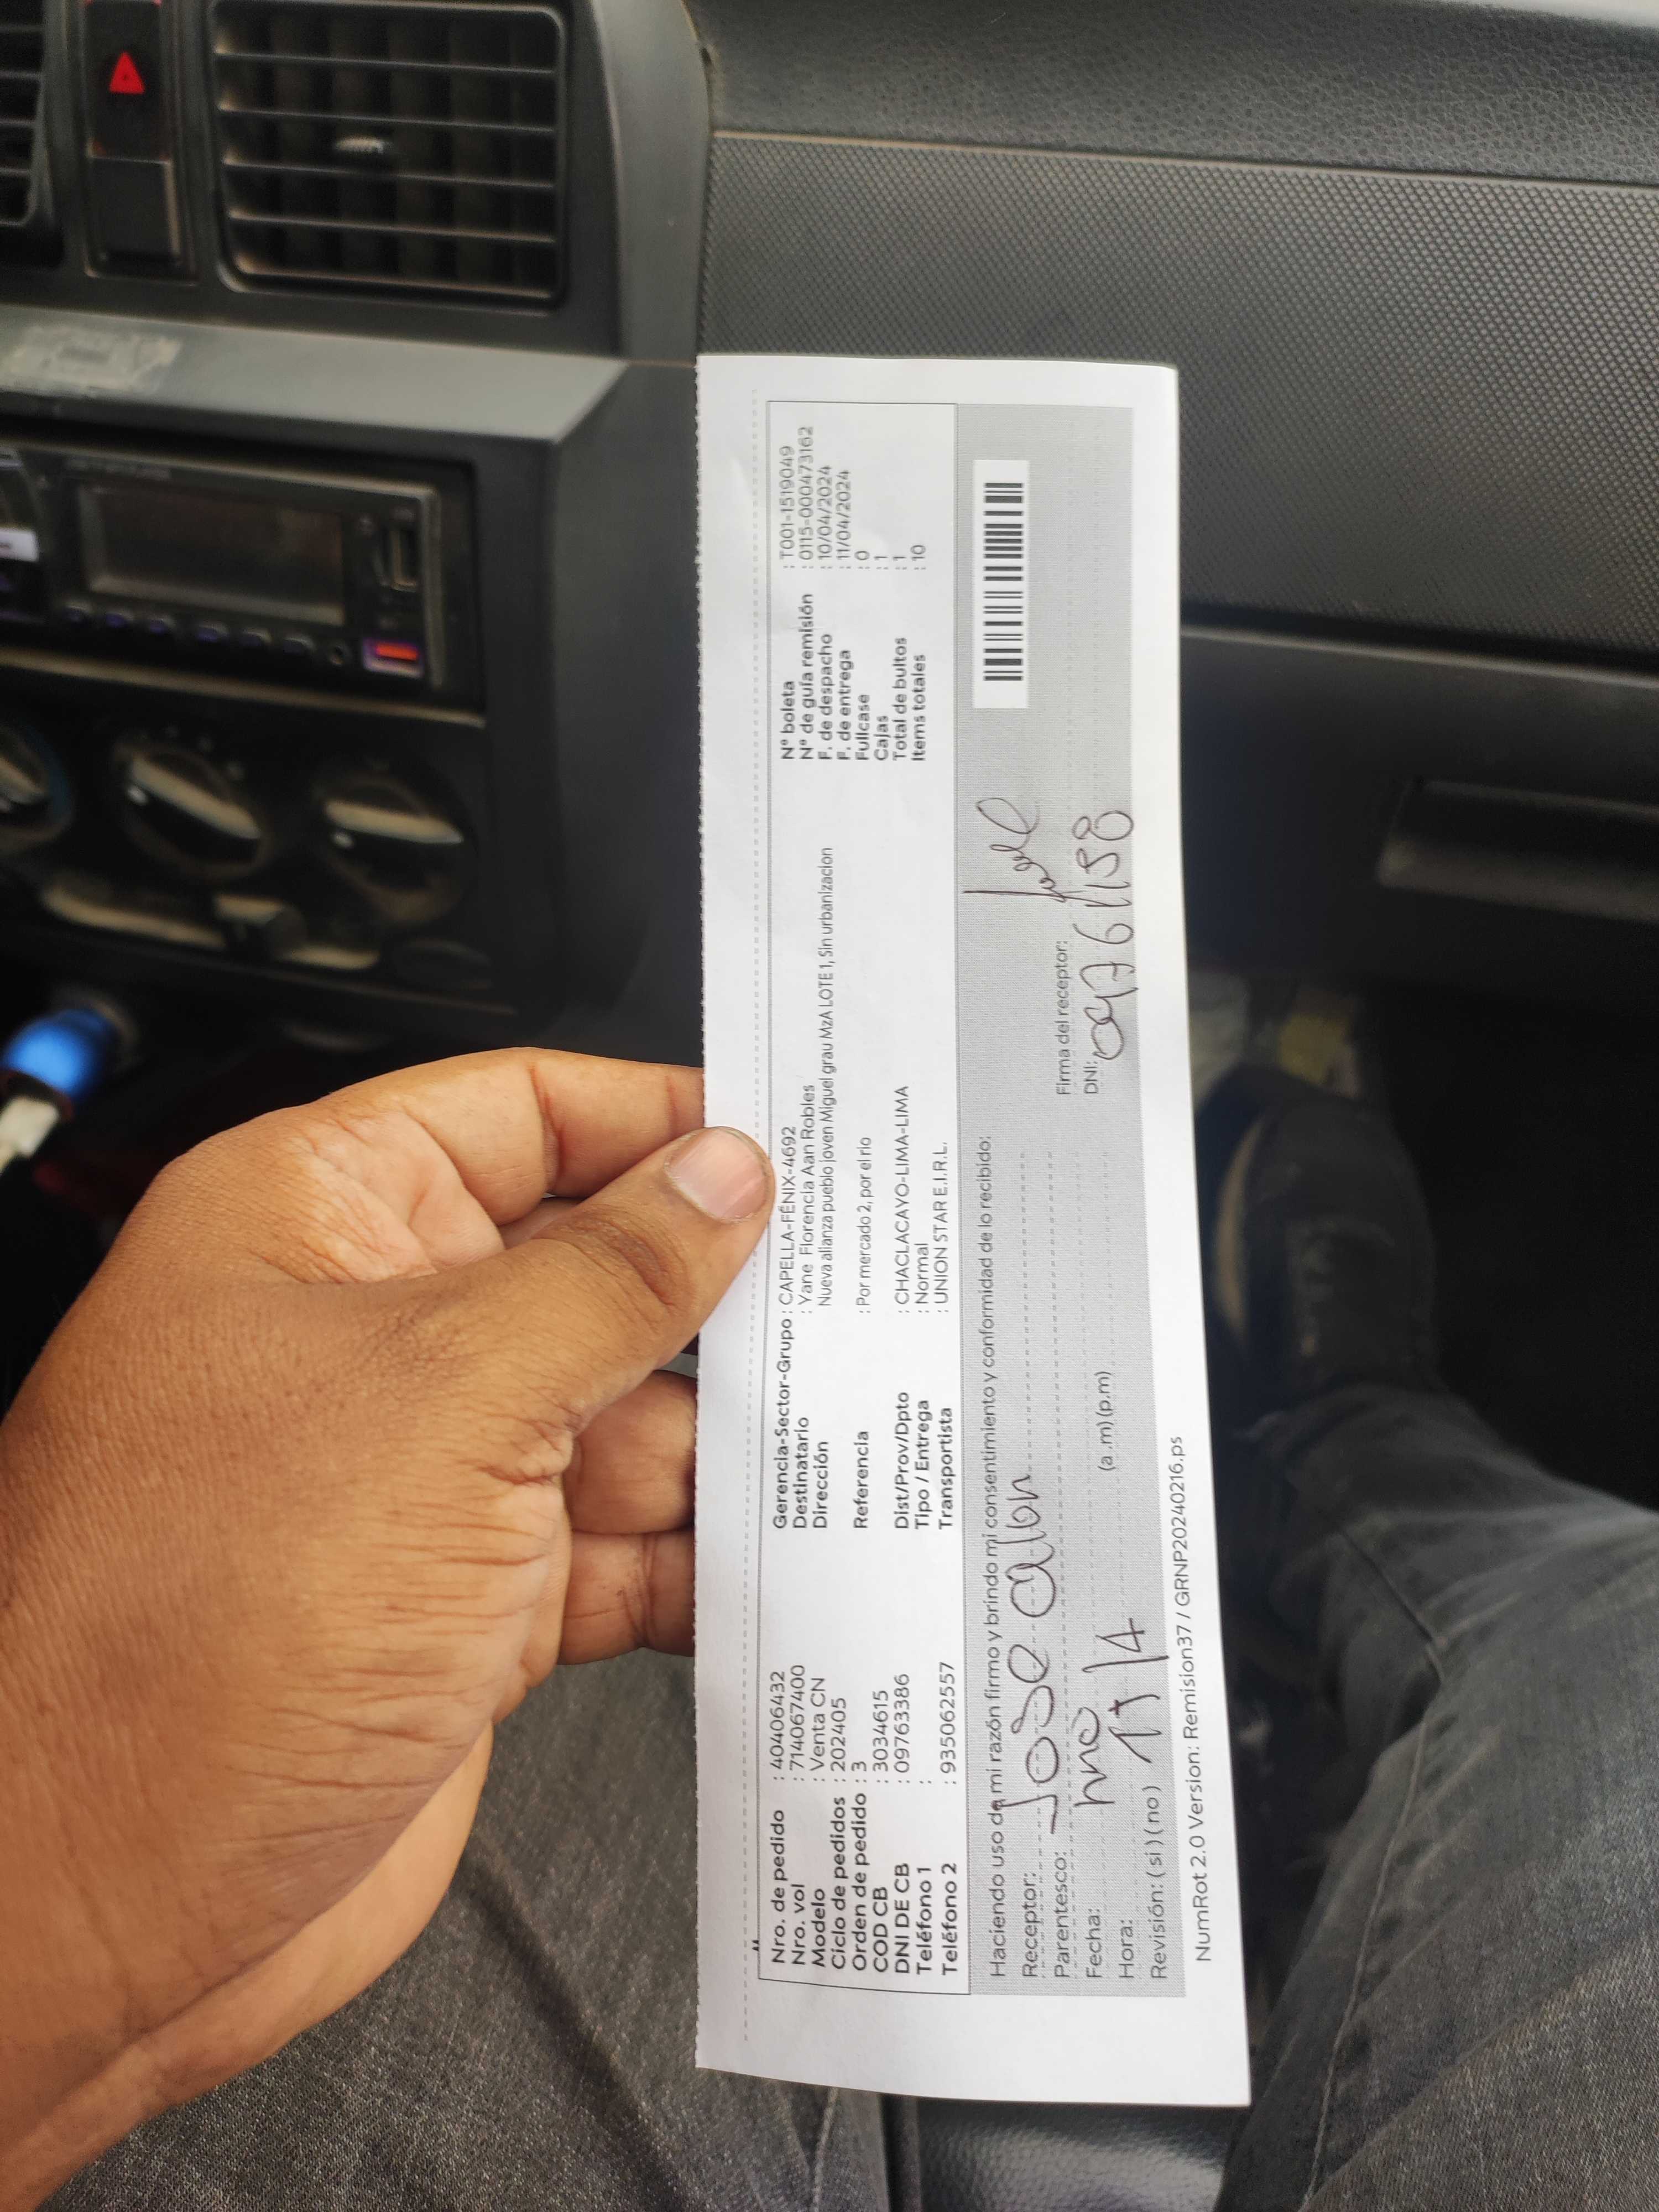 Nro. de pedido : 40406432
Nro. vol : 714067400
Modelo : Venta CN
Ciclo de pedidos : 202405
Orden de pedido : 3
COD CB : 3034615
DNI DE CB : 09763386
Teléfono 1 :
Teléfono 2 : 935062557
Gerencia-Sector-Grupo : CAPELLA-FÉNIX-4692
Destinatario : Yane Florencia Aan Robles
Dirección Nueva alianza pueblo joven Miguel grau MzA LOTE 1, Sin urbanizacion
Referencia : Por mercado 2, por el rio
Dist/Prov/Dpto : CHACLACAYO-LIMA-LIMA
Tipo / Entrega : Normal
Transportista : UNION STAR E.I.R.L.
N° boleta : T001-1519049
N° de guía remisión : 0115-000473162
F. de despacho : 10/04/2024
F. de entrega : 11/04/2024
Fullcase : 0
Cajas : 1
Total de bultos : 1
Items totales : 10
Haciendo uso de mi razón firmo y brindo mi consentimiento y conformidad de lo recibido:
Receptor: Jose
Parentesco: hno
Fecha: 11/4
Hora: (a.m) (p.m)
Revisión: ( si ) ( no )
Firma del receptor:
DNI: 09761158
NumRot 2.0 Version: Remision37 / GRNP20240216.ps